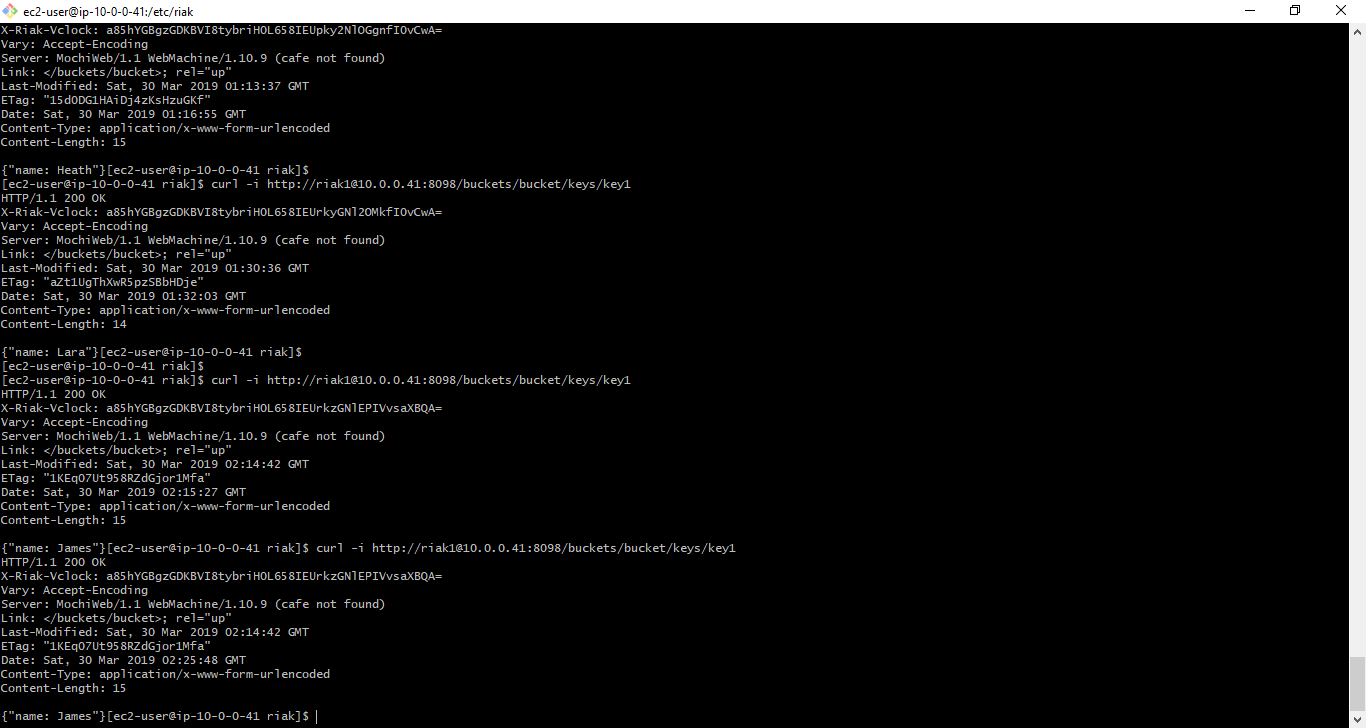 ec2-user@ip-10-0-0-41:/etc/riak
X-Riak-Vclock: a85hYGBgzGDKBVI8tybriHOL658IEUpky2NlOGgnfIOvCwA=
Vary: Accept-Encoding
Server: MochiWeb/1.1 WebMachine/1.10.9 (cafe not found)
Link: </buckets/bucket>; rel="up"
Last-Modified: Sat, 30 Mar 2019 01:13:37 GMT
ETag: "15dODG1HAiDj4zKsHzuGKf"
Date: Sat, 30 Mar 2019 01:16:55 GMT
Content-Type: application/x-www-form-urlencoded
Content-Length: 15
{"name: Heath"}[ec2-user@ip-10-0-0-41 riak]$
[ec2-user@ip-10-0-0-41 riak]$ curl -i http://riak1@10.0.0.41:8098/buckets/bucket/keys/key1
HTTP/1.1 200 OK
X-Riak-Vclock: a85hYGBgzGDKBVI8tybriHOL658IEUrkyGNl2OMkfIOvCwA=
Vary: Accept-Encoding
Server: MochiWeb/1.1 WebMachine/1.10.9 (cafe not found)
Link: </buckets/bucket>; rel="up"
Last-Modified: Sat, 30 Mar 2019 01:30:36 GMT
ETag: "aZt1UgThXwR5pzSBbHDje"
Date: Sat, 30 Mar 2019 01:32:03 GMT
Content-Type: application/x-www-form-urlencoded
Content-Length: 14
{"name: Lara"}[ec2-user@ip-10-0-0-41 riak]$
[ec2-user@ip-10-0-0-41 riak]$
[ec2-user@ip-10-0-0-41 riak]$ curl -i http://riak1@10.0.0.41:8098/buckets/bucket/keys/key1
HTTP/1.1 200 OK
X-Riak-Vclock: a85hYGBgzGDKBVI8tybriHOL658IEUrkzGNlEPIVvsaXBQA=
Vary: Accept-Encoding
Server: MochiWeb/1.1 WebMachine/1.10.9 (cafe not found)
Link: </buckets/bucket>; rel="up"
Last-Modified: Sat, 30 Mar 2019 02:14:42 GMT
ETag: "1KEqO7Ut958RZdGjor1Mfa"
Date: Sat, 30 Mar 2019 02:15:27 GMT
Content-Type: application/x-www-form-urlencoded
Content-Length: 15
{"name: James"}[ec2-user@ip-10-0-0-41 riak]$ curl -i http://riak1@10.0.0.41:8098/buckets/bucket/keys/key1
HTTP/1.1 200 OK
X-Riak-Vclock: a85hYGBgzGDKBVI8tybriHOL658IEUrkzGNlEPIVvsaXBQA=
Vary: Accept-Encoding
Server: MochiWeb/1.1 WebMachine/1.10.9 (cafe not found)
Link: </buckets/bucket>; rel="up"
Last-Modified: Sat, 30 Mar 2019 02:14:42 GMT
ETag: "1KEqO7Ut958RZdGjor1Mfa"
Date: Sat, 30 Mar 2019 02:25:48 GMT
Content-Type: application/x-www-form-urlencoded
Content-Length: 15
{"name: James"}[ec2-user@ip-10-0-0-41 riak]$